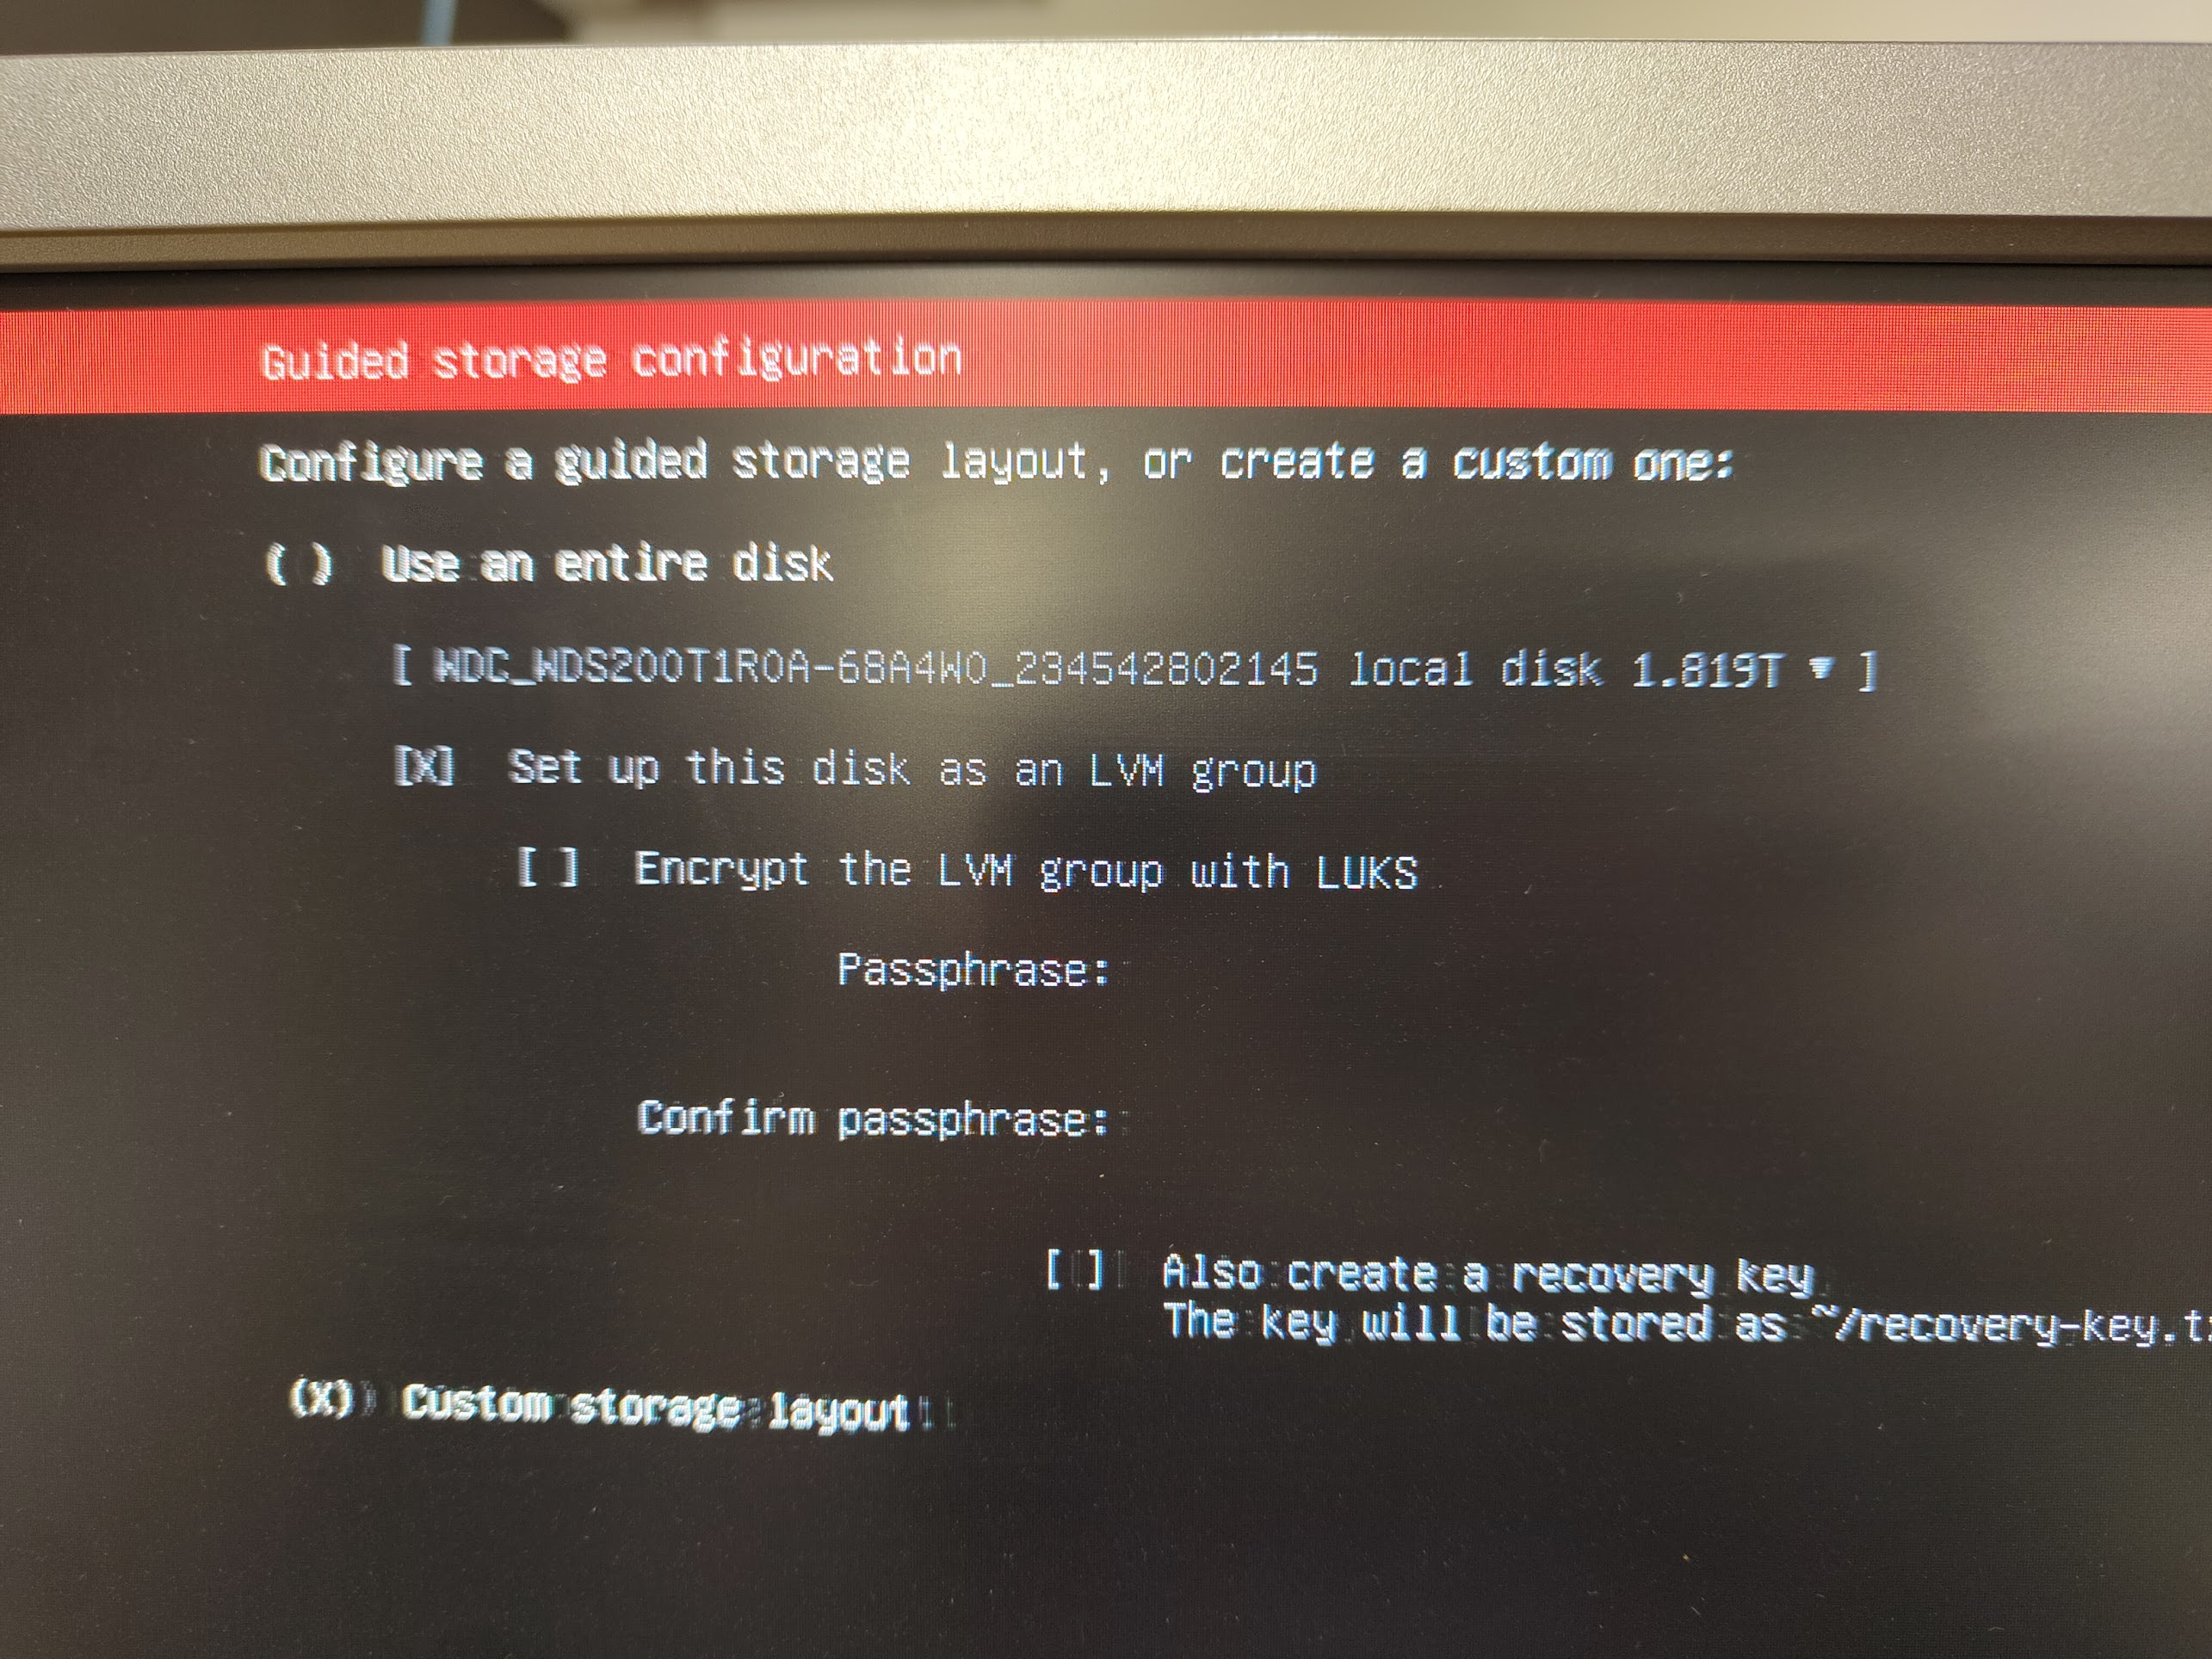 Guided storage configuration
Configure a guided storage layout, or create a custom one:
( ) Use an entire disk
[ WDC_WDS200T1R0A-68A4W0_234542802145 local disk 1.819T ▾ ]
[X] Set up this disk as an LVM group
[ ] Encrypt the LVM group with LUKS
Passphrase:
Confirm passphrase:
[ ] Also create a recovery key
The key will be stored as ~/recovery-key.t
(X) Custom storage layout